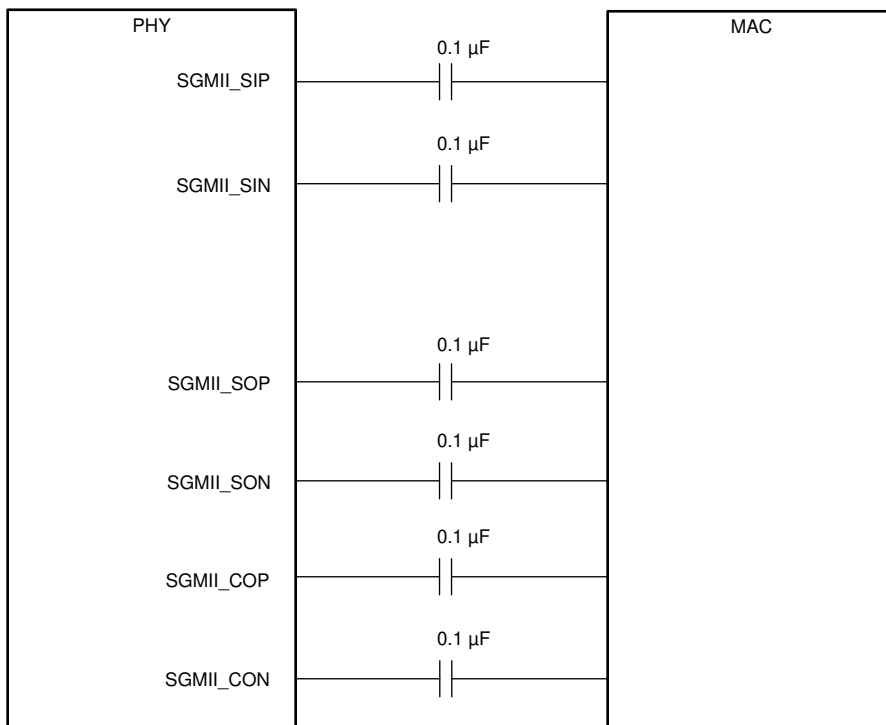 PHY
MAC
0.1 µF
SGMII_SIP
0.1 µF
SGMII_SIN
0.1 µF
SGMII_SOP
0.1 µF
SGMII_SON
0.1 µF
SGMII_COP
0.1 µF
SGMII_CON